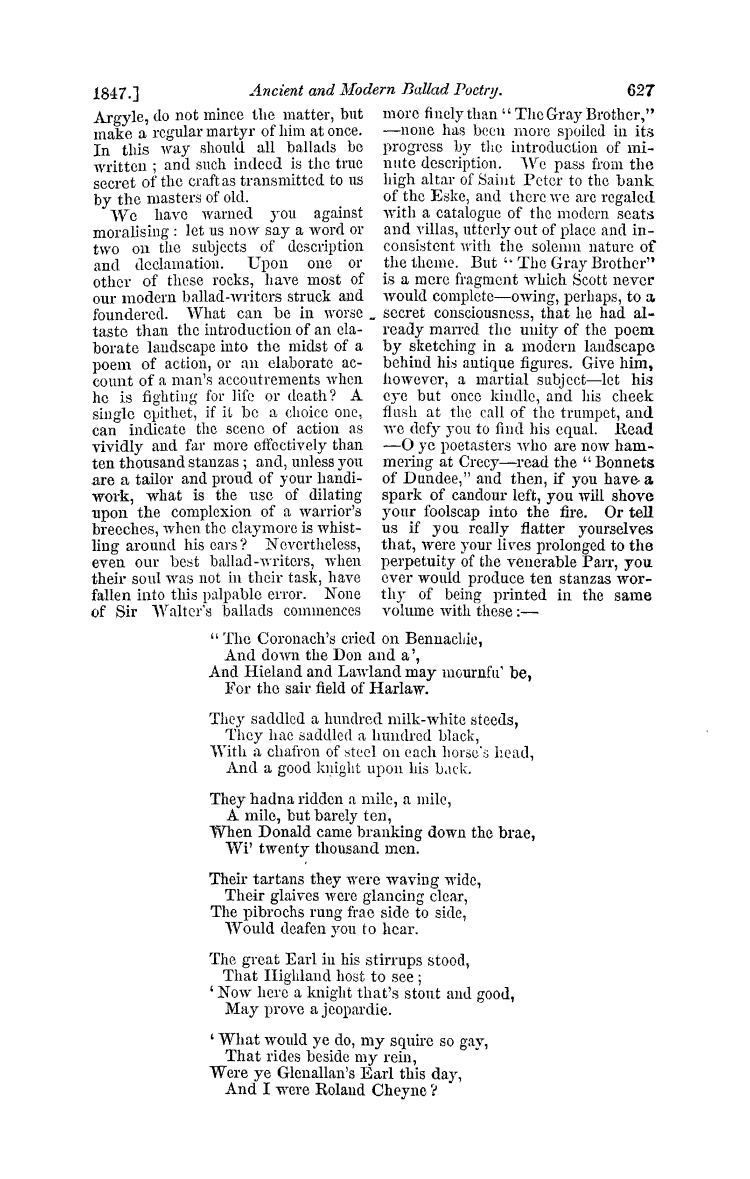 1847.] Ancient and Modern Ballad Poetry. 627
Argyle, do not mince the matter, but
make a regular martyr of him at once.
In this way should all ballads be
written ; and such indeed is the true
secret of the craft as transmitted to us
by the masters of old.
We have warned you against
moralising : let us now say a word or
two on the subjects of description
and declamation. Upon one or
other of these rocks, have most of
our modern ballad-writers struck and
foundered. What can be in worse
taste than the introduction of an ela-
borate landscape into the midst of a
poem of action, or an elaborate ac-
count of a man's accoutrements when
he is fighting for life or death ? A
single epithet, if it be a choice one,
can indicate the scene of action as
vividly and far more effectively than
ten thousand stanzas ; and, unless you
are a tailor and proud of your handi-
work, what is the use of dilating
upon the complexion of a warrior's
breeches, when the claymore is whist-
ling around his ears ? Nevertheless,
even our best ballad-writers, when
their soul was not in their task, have
fallen into this palpable error. None
of Sir Walter's ballads commences
more finely than " The Gray Brother,"
—none has been more spoiled in its
progress by the introduction of mi-
nute description. We pass from the
high altar of Saint Peter to the bank
of the Eske, and there we are regaled
with a catalogue of the modern seats
and villas, utterly out of place and in-
consistent with the solemn nature of
the theme. But " The Gray Brother"
is a mere fragment which Scott never
would complete—owing, perhaps, to a
secret consciousness, that he had al-
ready marred the unity of the poem
by sketching in a modern landscape
behind his antique figures. Give him,
however, a martial subject—let his
eye but once kindle, and his cheek
flush at the call of the trumpet, and
we defy you to find his equal. Read
—O ye poetasters who are now ham-
mering at Crecy—read the " Bonnets
of Dundee," and then, if you have a
spark of candour left, you will shove
your foolscap into the fire. Or tell
us if you really flatter yourselves
that, were your lives prolonged to the
perpetuity of the venerable Parr, you
ever would produce ten stanzas wor-
thy of being printed in the same
volume with these :—
" The Coronach's cried on Bennachie,
And down the Don and a',
And Hieland and Lawland may mournfu' be,
For the sair field of Harlaw.
They saddled a hundred milk-white steeds,
They hae saddled a hundred black,
With a chafron of steel on each horse's head,
And a good knight upon his back.
They hadna ridden a mile, a mile,
A mile, but barely ten,
When Donald came branking down the brae,
Wi' twenty thousand men.
Their tartans they were waving wide,
Their glaives were glancing clear,
The pibrochs rung frae side to side,
Would deafen you to hear.
The great Earl in his stirrups stood,
That Highland host to see ;
' Now here a knight that's stout and good,
May prove a jeopardie.
' What would ye do, my squire so gay,
That rides beside my rein,
Were ye Glenallan's Earl this day,
And I were Roland Cheyne ?